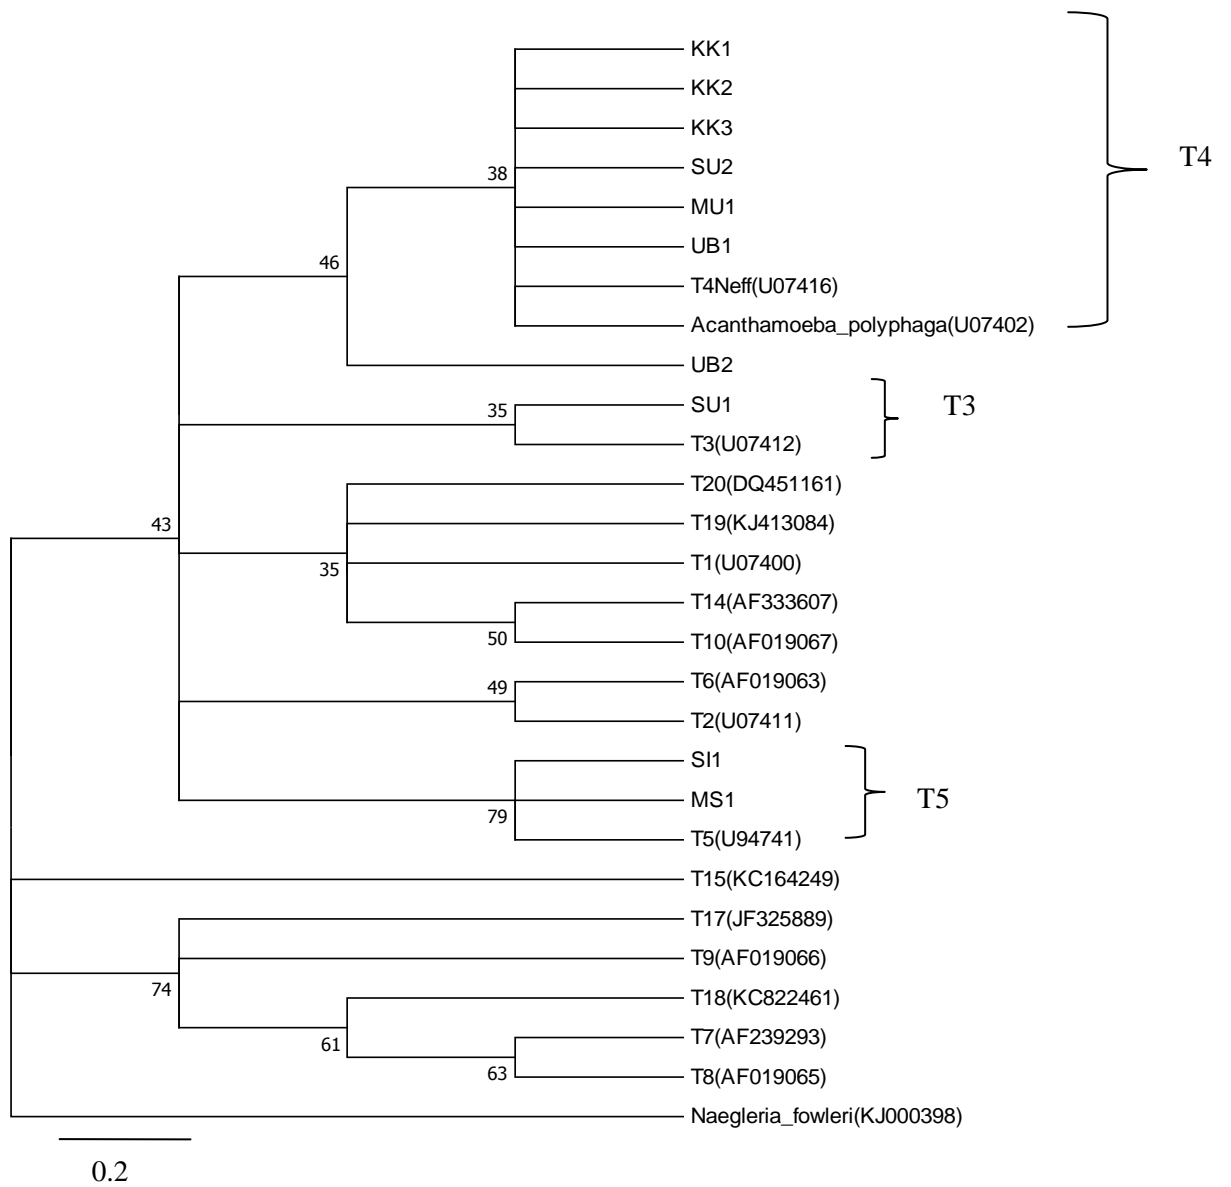 KK1
KK2
KK3
T4
38
SU2
MU1
UB1
46
T4Neff(U07416)
Acanthamoeba_polyphaga(U07402)
UB2
35
SU1
T3
T3(U07412)
T20(DQ451161)
43
T19(KJ413084)
35
T1(U07400)
T14(AF333607)
50
T10(AF019067)
49
T6(AF019063)
T2(U07411)
SI1
MS1
T5
79
T5(U94741)
T15(KC164249)
T17(JF325889)
T9(AF019066)
74
T18(KC822461)
61
T7(AF239293)
63
T8(AF019065)
Naegleria_fowleri(KJ000398)
0.2